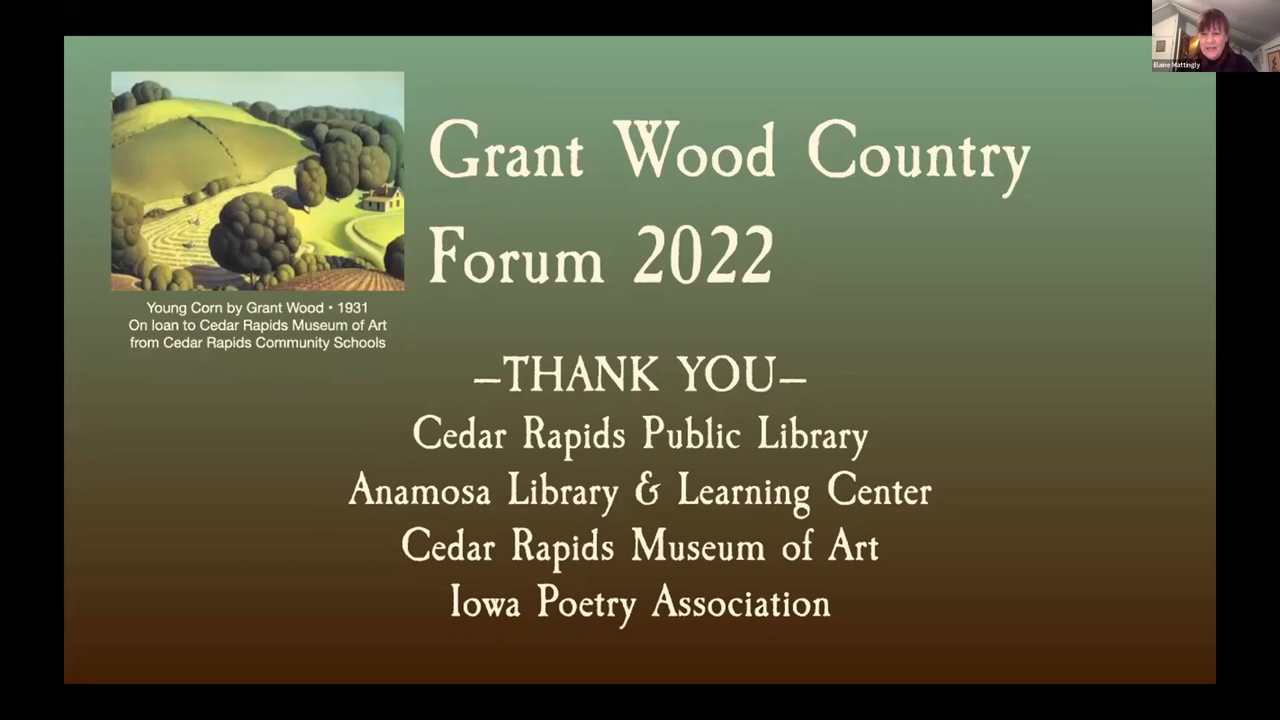 Elaine Mattingly
Grant Wood Country
Forum 2022
Young Corn by Grant Wood • 1931
On loan to Cedar Rapids Museum of Art
from Cedar Rapids Community Schools
–THANK YOU–
Cedar Rapids Public Library
Anamosa Library & Learning Center
Cedar Rapids Museum of Art
Iowa Poetry Association